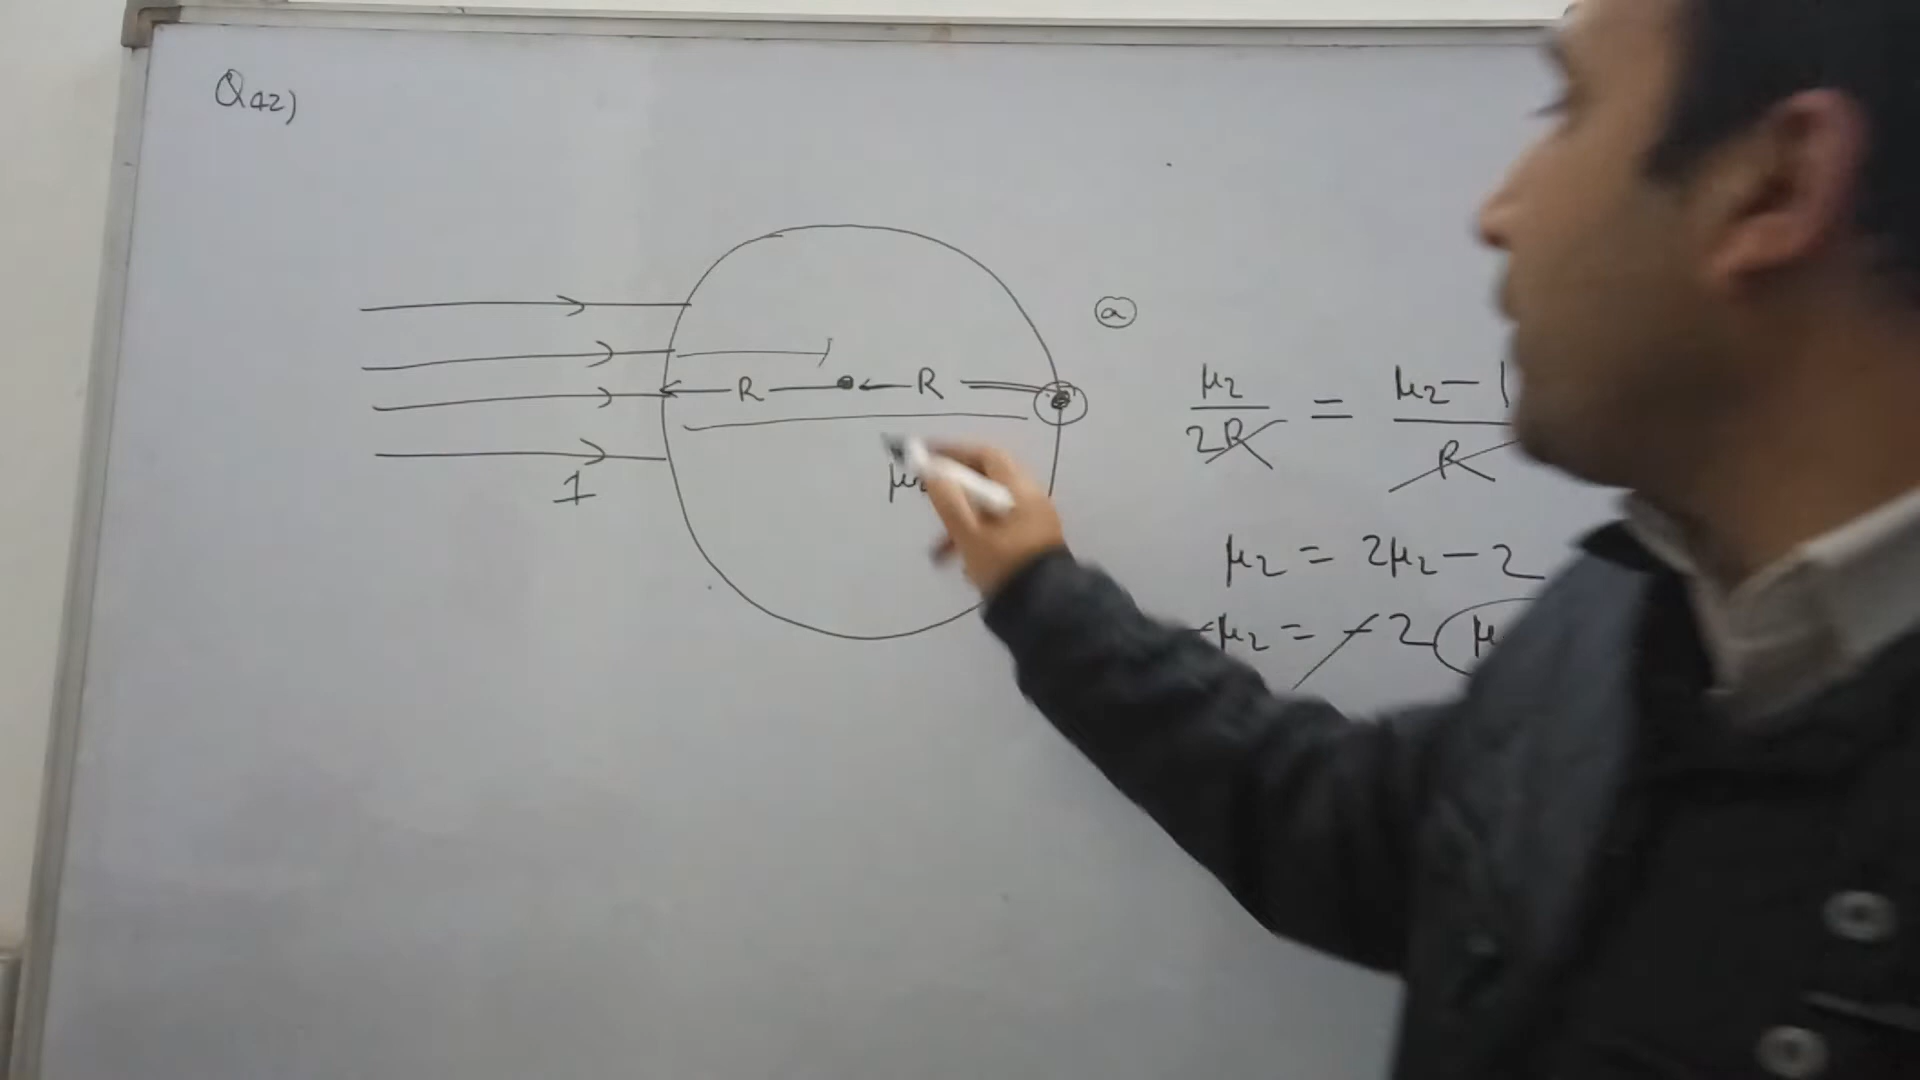 Q42)
R R
1
μ2
a
μ2/2R = μ2-1/R
μ2 = 2μ2-2
-μ2 = -2 μ